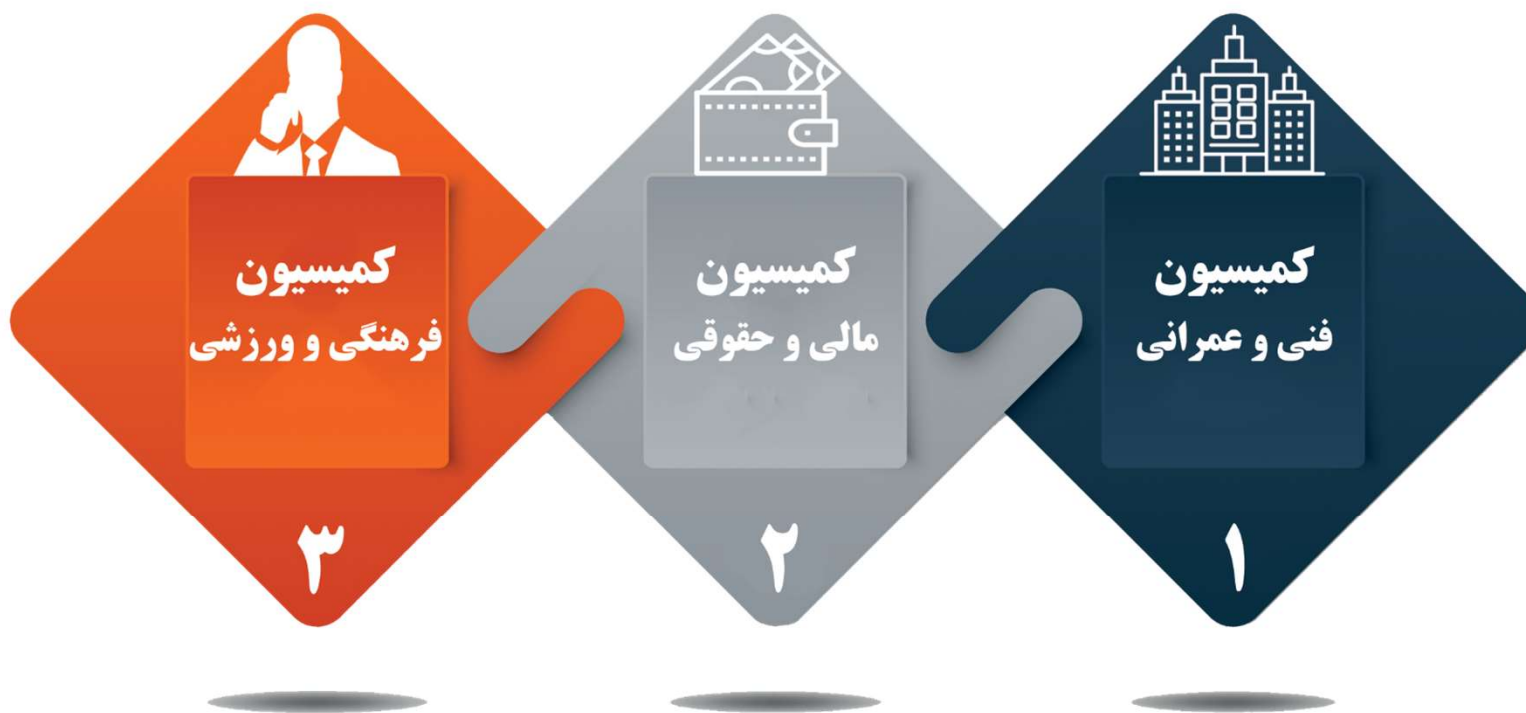 کمیسیون
فنی و عمرانی
۱
کمیسیون
مالی و حقوقی
۲
کمیسیون
فرهنگی و ورزشی
۳